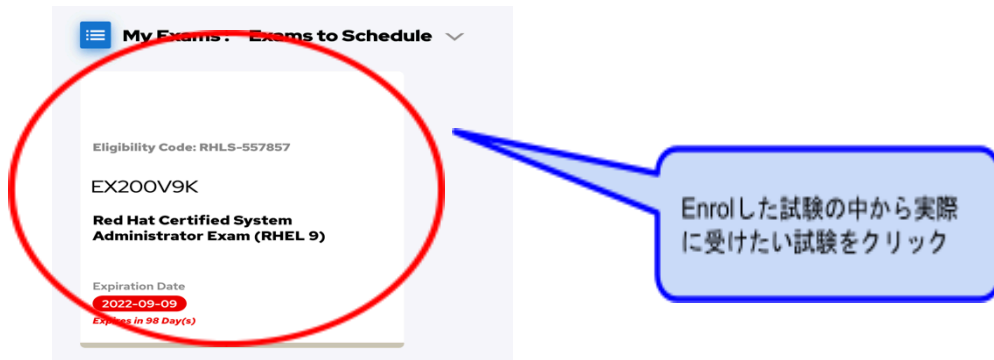 My Exams : Exams to Schedule
Eligibility Code: RHLS-557857
EX200V9K
Red Hat Certified System
Administrator Exam (RHEL 9)
Expiration Date
2022-09-09
Expires in 98 Day(s)
Enrolした試験の中から実際
に受けたい試験をクリック